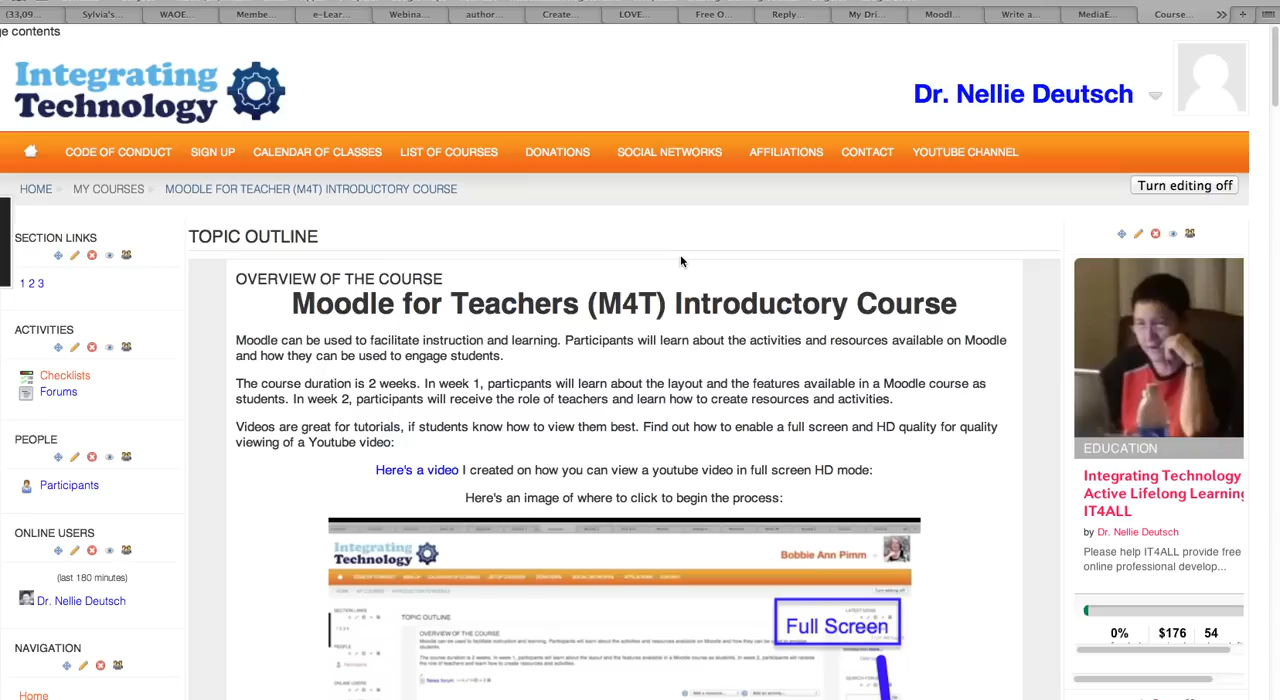 (33,09... Sylvia's... WAOE... Membe... e-Lear... Webina... author... Create... LOVE... Free O... Reply... My Dri... Moodl... Write a... MediaE... Course...
ge contents
Integrating
Technology
Dr. Nellie Deutsch
CODE OF CONDUCT SIGN UP CALENDAR OF CLASSES LIST OF COURSES DONATIONS SOCIAL NETWORKS AFFILIATIONS CONTACT YOUTUBE CHANNEL
HOME MY COURSES MOODLE FOR TEACHER (M4T) INTRODUCTORY COURSE
Turn editing off
SECTION LINKS
1 2 3
ACTIVITIES
Checklists
Forums
PEOPLE
Participants
ONLINE USERS
(last 180 minutes)
Dr. Nellie Deutsch
NAVIGATION
Home
TOPIC OUTLINE
OVERVIEW OF THE COURSE
Moodle for Teachers (M4T) Introductory Course
Moodle can be used to facilitate instruction and learning. Participants will learn about the activities and resources available on Moodle
and how they can be used to engage students.
The course duration is 2 weeks. In week 1, particpants will learn about the layout and the features available in a Moodle course as
students. In week 2, participants will receive the role of teachers and learn how to create resources and activities.
Videos are great for tutorials, if students know how to view them best. Find out how to enable a full screen and HD quality for quality
viewing of a Youtube video:
Here's a video I created on how you can view a youtube video in full screen HD mode:
Here's an image of where to click to begin the process:
Integrating
Technology
Bobbie Ann Pimm
TOPIC OUTLINE
OVERVIEW OF THE COURSE
Full Screen
EDUCATION
Integrating Technology
Active Lifelong Learning
IT4ALL
by Dr. Nellie Deutsch
Please help IT4ALL provide free
online professional develop...
0% $176 54